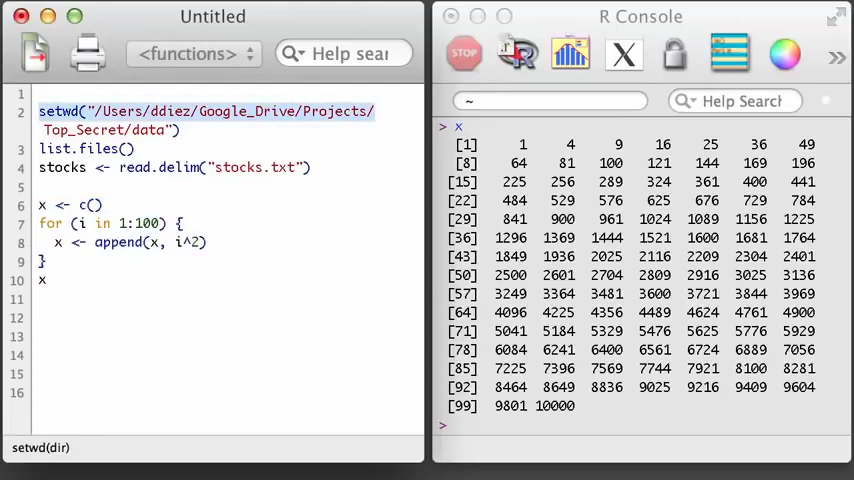 Untitled
<functions>
Help sear
1
2 setwd("/Users/ddiez/Google_Drive/Projects/
Top_Secret/data")
3 list.files()
4 stocks <- read.delim("stocks.txt")
5
6 x <- c()
7 for (i in 1:100) {
8 x <- append(x, i^2)
9 }
10 x
11
12
13
14
15
16
setwd(dir)
R Console
STOP
R
X
~
Help Search
> x
[1] 1 4 9 16 25 36 49
[8] 64 81 100 121 144 169 196
[15] 225 256 289 324 361 400 441
[22] 484 529 576 625 676 729 784
[29] 841 900 961 1024 1089 1156 1225
[36] 1296 1369 1444 1521 1600 1681 1764
[43] 1849 1936 2025 2116 2209 2304 2401
[50] 2500 2601 2704 2809 2916 3025 3136
[57] 3249 3364 3481 3600 3721 3844 3969
[64] 4096 4225 4356 4489 4624 4761 4900
[71] 5041 5184 5329 5476 5625 5776 5929
[78] 6084 6241 6400 6561 6724 6889 7056
[85] 7225 7396 7569 7744 7921 8100 8281
[92] 8464 8649 8836 9025 9216 9409 9604
[99] 9801 10000
>